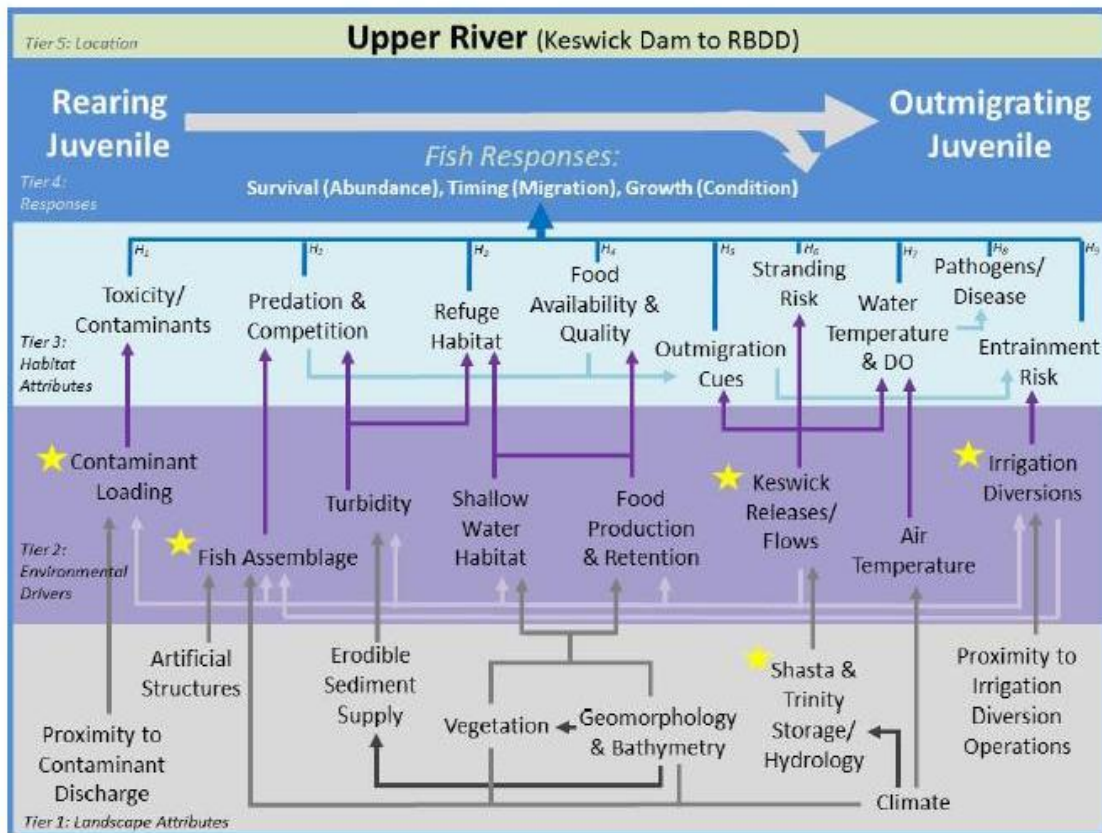 Tier 5: Location
Upper River (Keswick Dam to RBDD)
Rearing
Juvenile
Outmigrating
Juvenile
Fish Responses:
Survival (Abundance), Timing (Migration), Growth (Condition)
Tier 4:
Responses
H1
H2
H3
H4
H5
H6
H7
H8
H9
Toxicity/
Contaminants
Predation &
Competition
Refuge
Habitat
Food
Availability &
Quality
Outmigration
Cues
Stranding
Risk
Water
Temperature
& DO
Pathogens/
Disease
Entrainment
Risk
Tier 3:
Habitat
Attributes
Contaminant
Loading
Fish Assemblage
Turbidity
Shallow
Water
Habitat
Food
Production
& Retention
Keswick
Releases/
Flows
Air
Temperature
Irrigation
Diversions
Tier 2:
Environmental
Drivers
Proximity to
Contaminant
Discharge
Artificial
Structures
Erodible
Sediment
Supply
Vegetation
Geomorphology
& Bathymetry
Shasta &
Trinity
Storage/
Hydrology
Climate
Proximity to
Irrigation
Diversion
Operations
Tier 1: Landscape Attributes